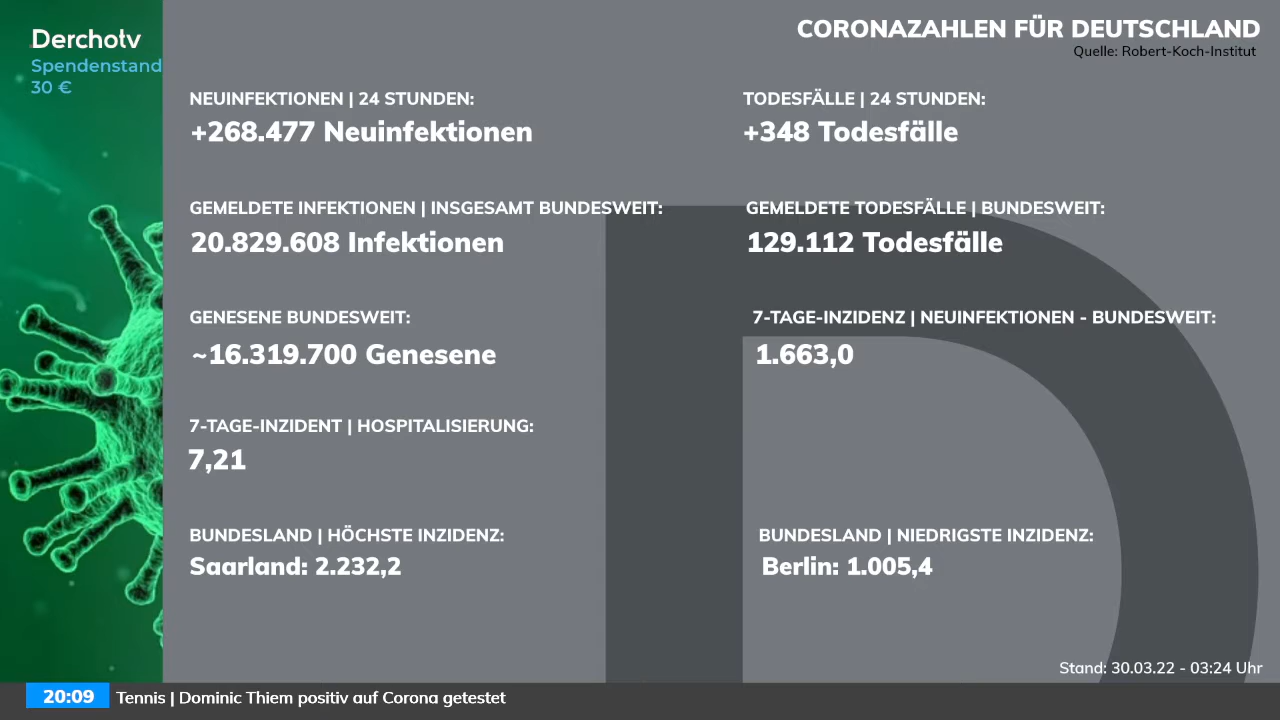 Derchotv
Spendenstand
30 €
CORONAZAHLEN FÜR DEUTSCHLAND
Quelle: Robert-Koch-Institut
NEUINFEKTIONEN | 24 STUNDEN:
+268.477 Neuinfektionen
TODESFÄLLE | 24 STUNDEN:
+348 Todesfälle
GEMELDETE INFEKTIONEN | INSGESAMT BUNDESWEIT:
20.829.608 Infektionen
GEMELDETE TODESFÄLLE | BUNDESWEIT:
129.112 Todesfälle
GENESENE BUNDESWEIT:
~16.319.700 Genesene
7-TAGE-INZIDENZ | NEUINFEKTIONEN - BUNDESWEIT:
1.663,0
7-TAGE-INZIDENT | HOSPITALISIERUNG:
7,21
BUNDESLAND | HÖCHSTE INZIDENZ:
Saarland: 2.232,2
BUNDESLAND | NIEDRIGSTE INZIDENZ:
Berlin: 1.005,4
Stand: 30.03.22 - 03:24 Uhr
20:09 Tennis | Dominic Thiem positiv auf Corona getestet